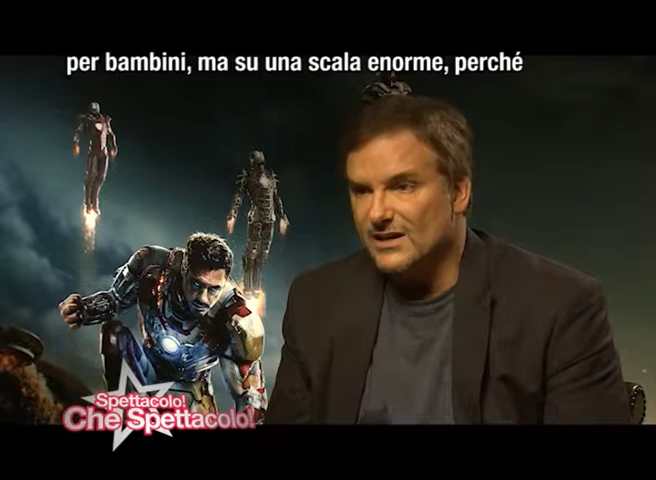 per bambini, ma su una scala enorme, perché
Spettacolo!
Che Spettacolo!